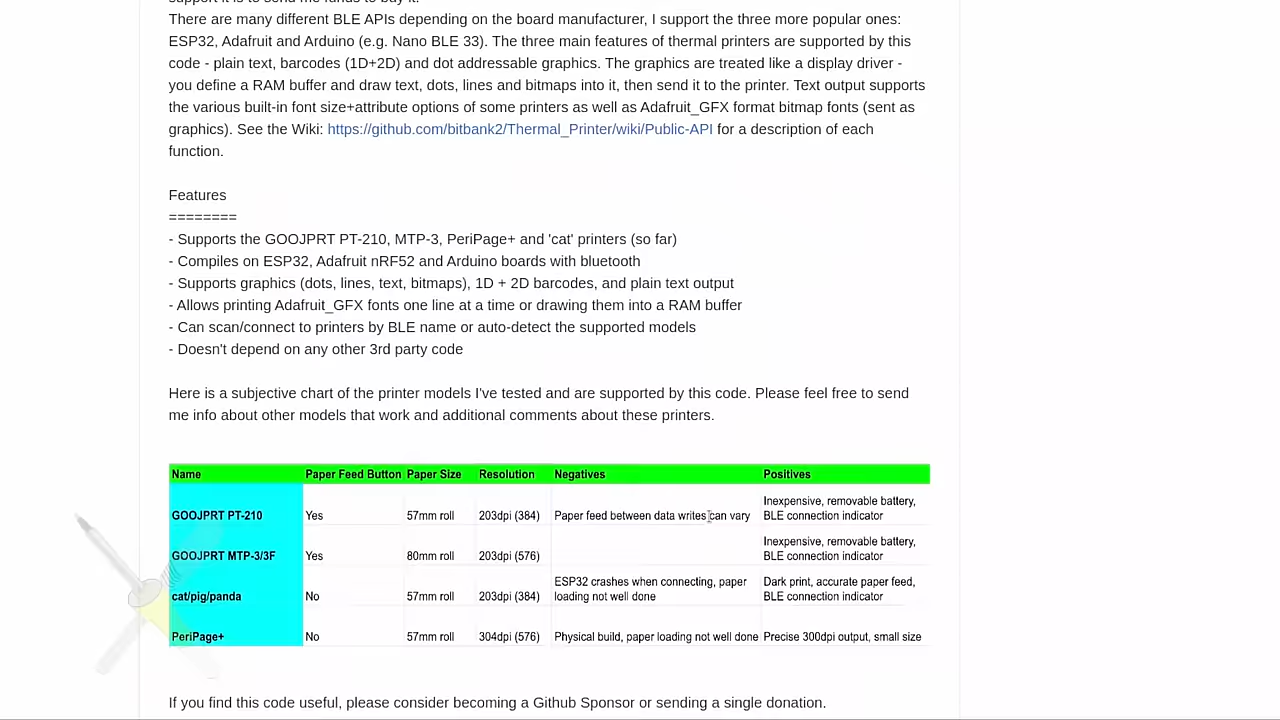 There are many different BLE APIs depending on the board manufacturer, I support the three more popular ones:
ESP32, Adafruit and Arduino (e.g. Nano BLE 33). The three main features of thermal printers are supported by this
code - plain text, barcodes (1D+2D) and dot addressable graphics. The graphics are treated like a display driver -
you define a RAM buffer and draw text, dots, lines and bitmaps into it, then send it to the printer. Text output supports
the various built-in font size+attribute options of some printers as well as Adafruit_GFX format bitmap fonts (sent as
graphics). See the Wiki: https://github.com/bitbank2/Thermal_Printer/wiki/Public-API for a description of each
function.
Features
========
- Supports the GOOJPRT PT-210, MTP-3, PeriPage+ and 'cat' printers (so far)
- Compiles on ESP32, Adafruit nRF52 and Arduino boards with bluetooth
- Supports graphics (dots, lines, text, bitmaps), 1D + 2D barcodes, and plain text output
- Allows printing Adafruit_GFX fonts one line at a time or drawing them into a RAM buffer
- Can scan/connect to printers by BLE name or auto-detect the supported models
- Doesn't depend on any other 3rd party code
Here is a subjective chart of the printer models I've tested and are supported by this code. Please feel free to send
me info about other models that work and additional comments about these printers.
Name Paper Feed Button Paper Size Resolution Negatives Positives
Inexpensive, removable battery,
GOOJPRT PT-210 Yes 57mm roll 203dpi (384) Paper feed between data writes can vary BLE connection indicator
Inexpensive, removable battery,
GOOJPRT MTP-3/3F Yes 80mm roll 203dpi (576) BLE connection indicator
ESP32 crashes when connecting, paper Dark print, accurate paper feed,
cat/pig/panda No 57mm roll 203dpi (384) loading not well done BLE connection indicator
PeriPage+ No 57mm roll 304dpi (576) Physical build, paper loading not well done Precise 300dpi output, small size
If you find this code useful, please consider becoming a Github Sponsor or sending a single donation.